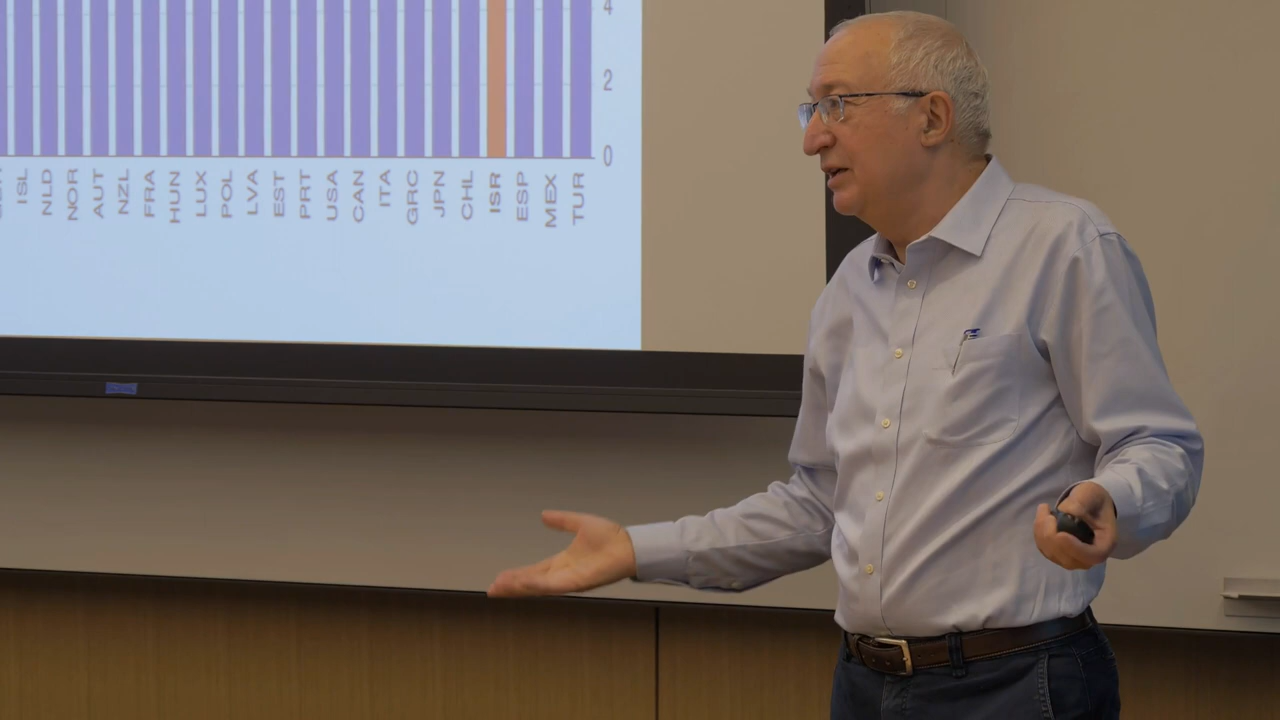 4
2
0
ISL
NLD
NOR
AUT
NZL
FRA
HUN
LUX
POL
LVA
EST
PRT
USA
CAN
ITA
GRC
JPN
CHL
ISR
ESP
MEX
TUR